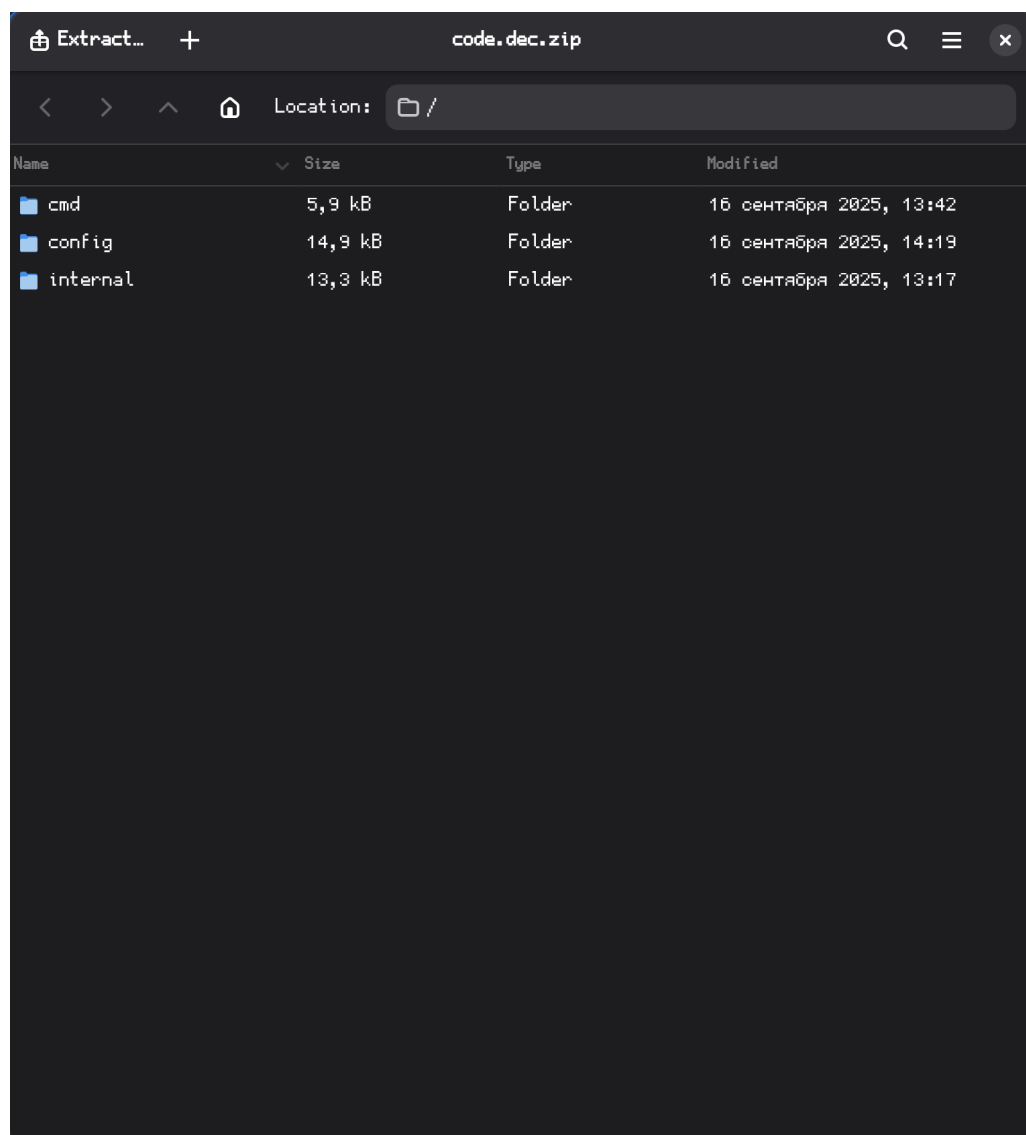 Extract… + code.dec.zip
Location: /
Name Size Type Modified
cmd 5,9 kB Folder 16 сентября 2025, 13:42
config 14,9 kB Folder 16 сентября 2025, 14:19
internal 13,3 kB Folder 16 сентября 2025, 13:17